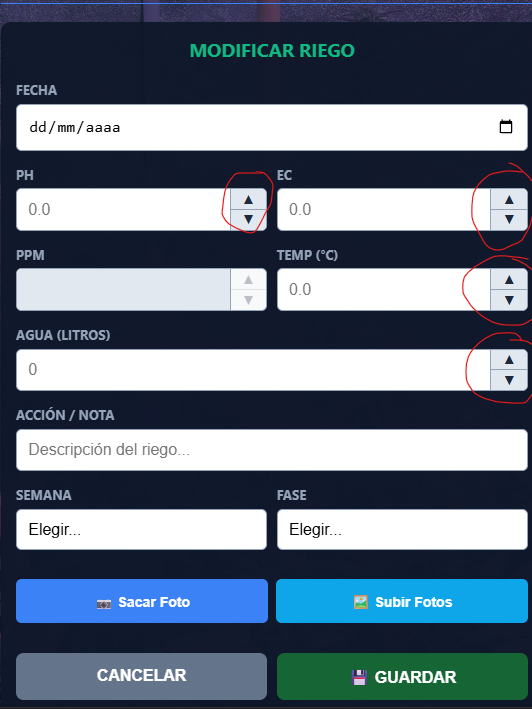 MODIFICAR RIEGO
FECHA
dd/mm/aaaa
PH EC
0.0 0.0
PPM TEMP (°C)
0.0
AGUA (LITROS)
0
ACCIÓN / NOTA
Descripción del riego...
SEMANA FASE
Elegir... Elegir...
Sacar Foto Subir Fotos
CANCELAR GUARDAR